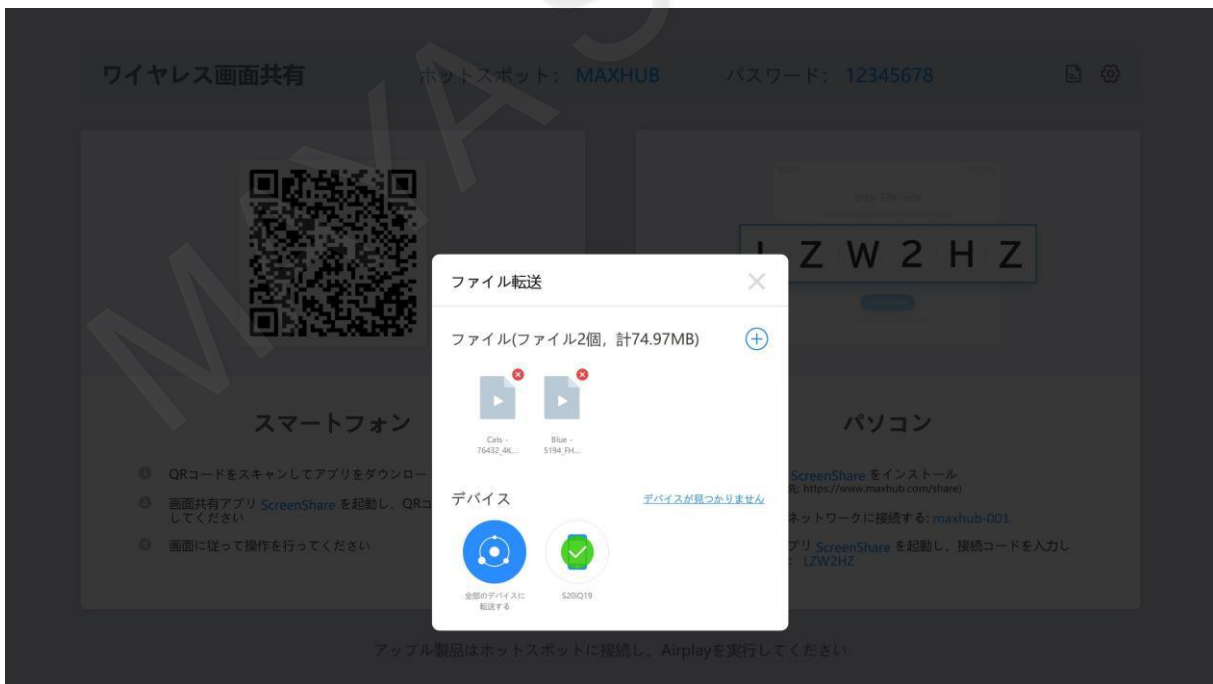 ワイヤレス画面共有
ホットスポット: MAXHUB
パスワード: 12345678
Z W 2 H Z
ファイル転送
ファイル(ファイル2個, 計74.97MB)
Cats -
76432_4K...
Blue -
5194_FH...
デバイス
デバイスが見つかりません
全部のデバイスに
転送する
S20iQ19
スマートフォン
QRコードをスキャンしてアプリをダウンロー
画面共有アプリ ScreenShare を起動し、QRコ
してください
画面に従って操作を行ってください
パソコン
ScreenShare をインストール
先: https://www.maxhub.com/share)
ネットワークに接続する: maxhub-001
プリ ScreenShare を起動し、接続コードを入力し
: LZW2HZ
アップル製品はホットスポットに接続し、Airplayを実行してください